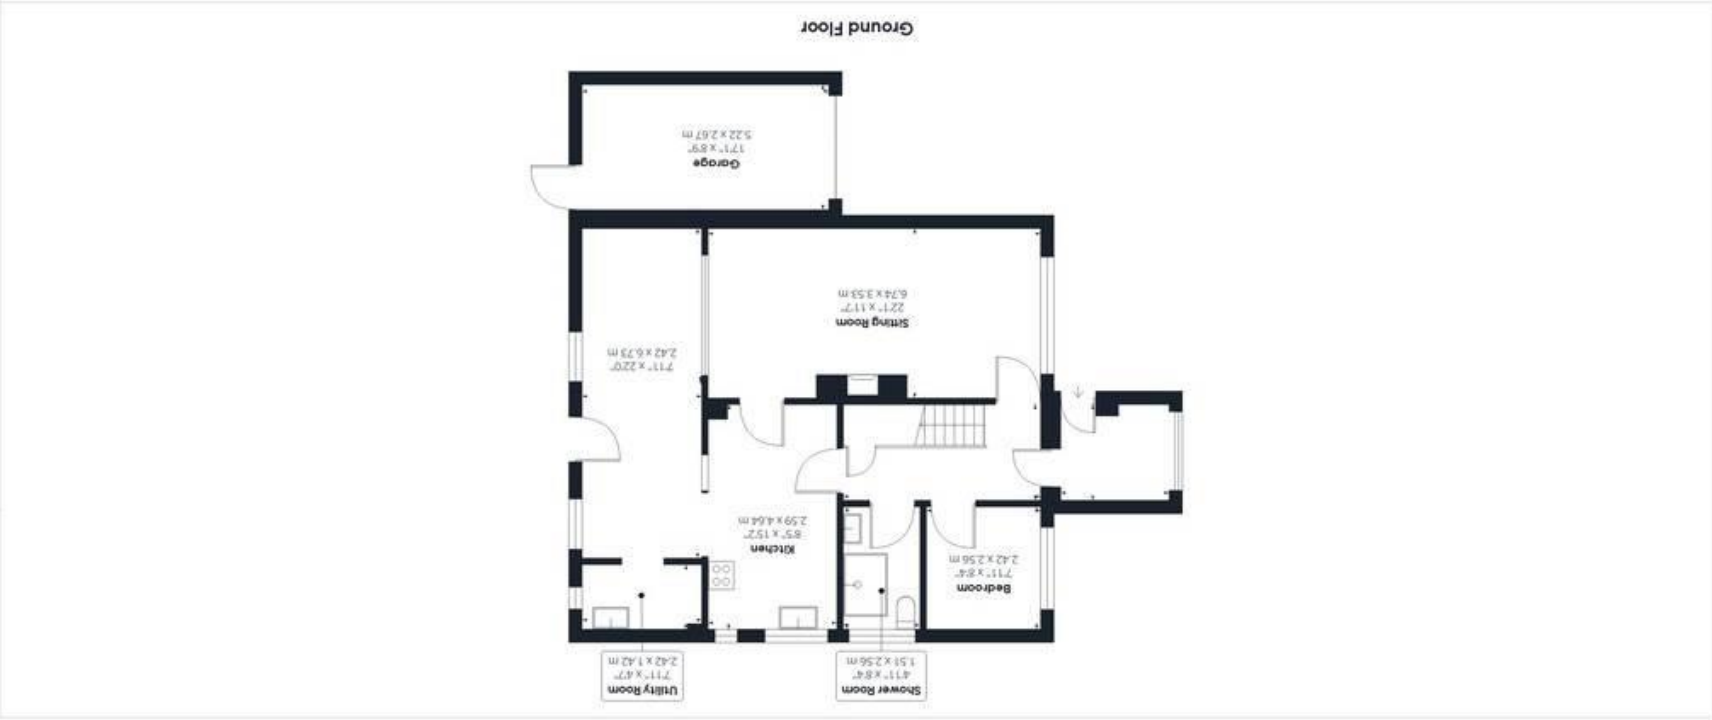 Shower Room
4'11" x 8'4"
1.51 x 2.56 m
Utility Room
7'11" x 4'7"
2.42 x 1.42 m
Bedroom
7'11" x 8'4"
2.42 x 2.56 m
Kitchen
8'5" x 15'2"
2.59 x 4.64 m
7'11" x 22'0"
2.42 x 6.73 m
Sitting Room
22'1" x 11'7"
6.74 x 3.53 m
Garage
17'1" x 8'9"
5.22 x 2.67 m
Ground Floor